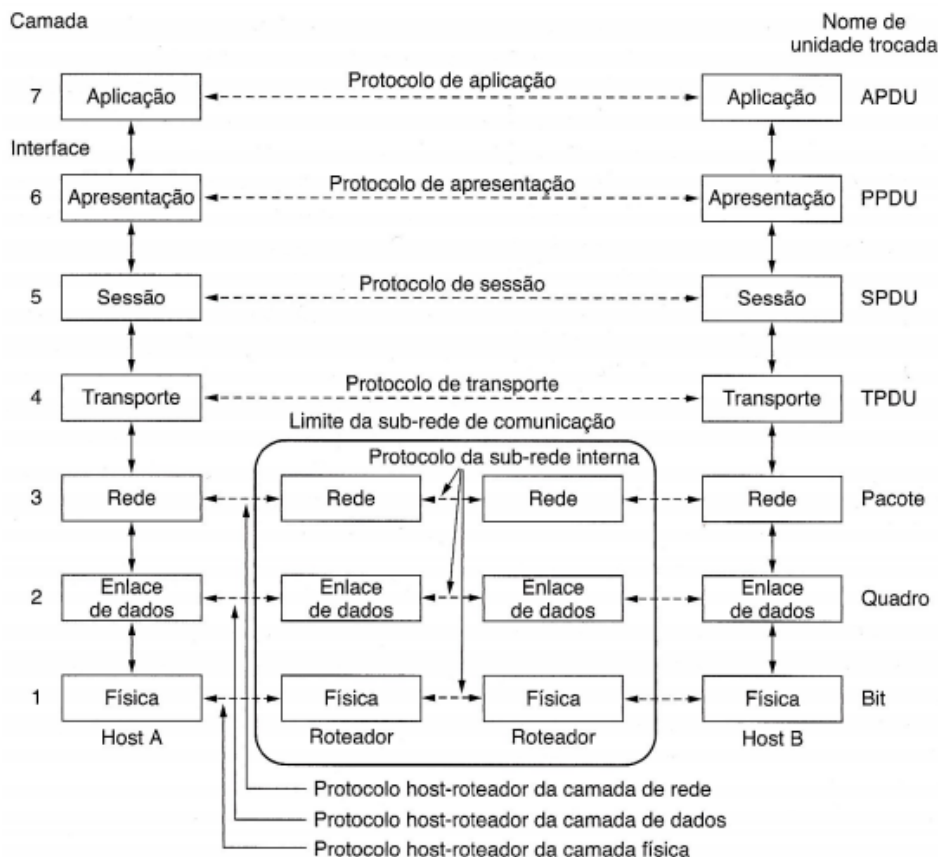 Camada
Nome de
unidade trocada
Protocolo de aplicação
7 Aplicação Aplicação APDU
Interface
Protocolo de apresentação
6 Apresentação Apresentação PPDU
Protocolo de sessão
5 Sessão Sessão SPDU
Protocolo de transporte
4 Transporte Transporte TPDU
Limite da sub-rede de comunicação
Protocolo da sub-rede interna
3 Rede Rede Rede Rede Pacote
Enlace Enlace Enlace Enlace
2 de dados de dados de dados de dados Quadro
1 Física Física Física Física Bit
Host A Roteador Roteador Host B
Protocolo host-roteador da camada de rede
Protocolo host-roteador da camada de dados
Protocolo host-roteador da camada física